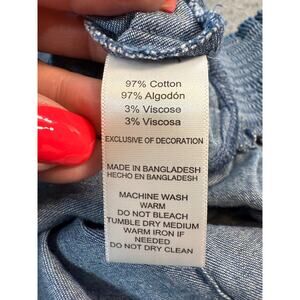 97% Cotton
97% Algodón
3% Viscose
3% Viscosa
EXCLUSIVE OF DECORATION
MADE IN BANGLADESH
HECHO EN BANGLADESH
MACHINE WASH
WARM
DO NOT BLEACH
TUMBLE DRY MEDIUM
WARM IRON IF
NEEDED
DO NOT DRY CLEAN